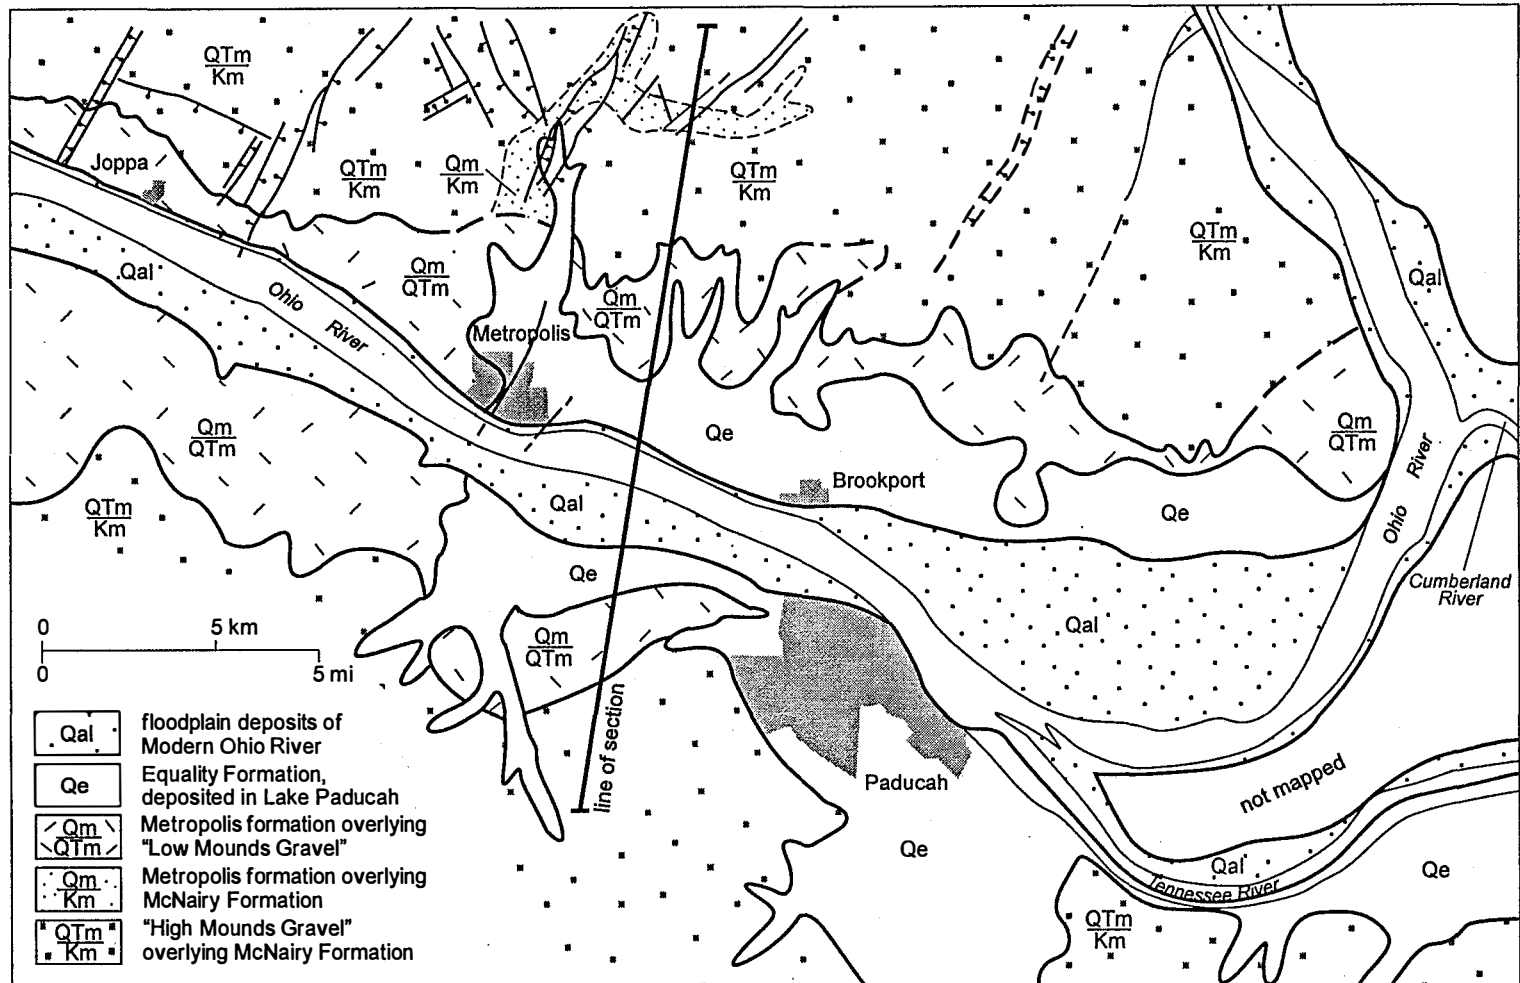 QTm
Km
Joppa
QTm
Km
Qm
Km
QTm
Km
QTm
Km
Qal
Qal
Ohio
River
Qm
QTm
Qm
QTm
Metropolis
Qm
QTm
Qe
Qm
QTm
Brookport
QTm
Km
Qal
Qe
Ohio
River
Qe
Cumberland
River
Qal
Qm
QTm
0 5 km
0 5 mi
line of section
Paducah
not mapped
Qe
Qal
Tennessee River
Qe
QTm
Km
Qal
floodplain deposits of
Modern Ohio River
Qe
Equality Formation,
deposited in Lake Paducah
Qm
QTm
Metropolis formation overlying
“Low Mounds Gravel”
Qm
Km
Metropolis formation overlying
McNairy Formation
QTm
Km
“High Mounds Gravel”
overlying McNairy Formation